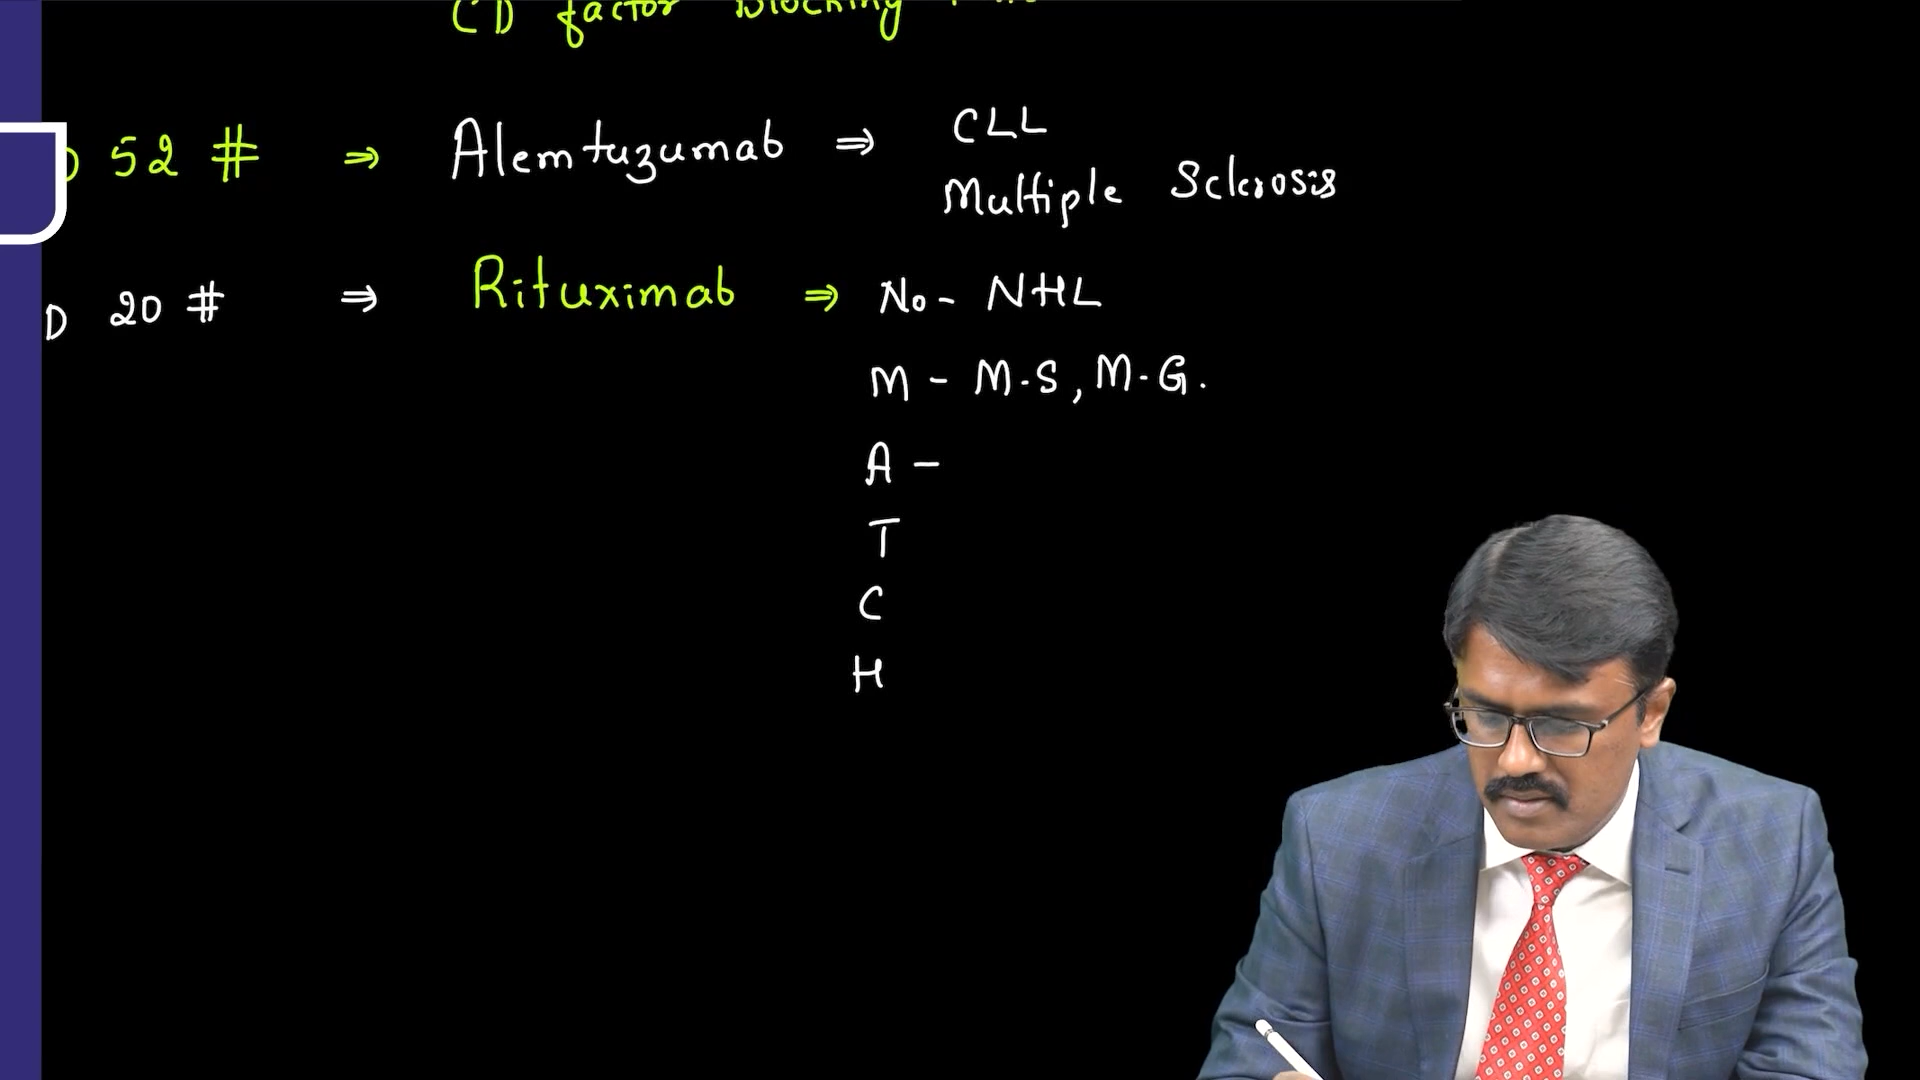 CD factor Blocking
D 52 # ⇒ Alemtuzumab ⇒ CLL
Multiple Sclerosis
D 20 # ⇒ Rituximab ⇒ No - NHL
M - M.S, M.G.
A -
T
C
H